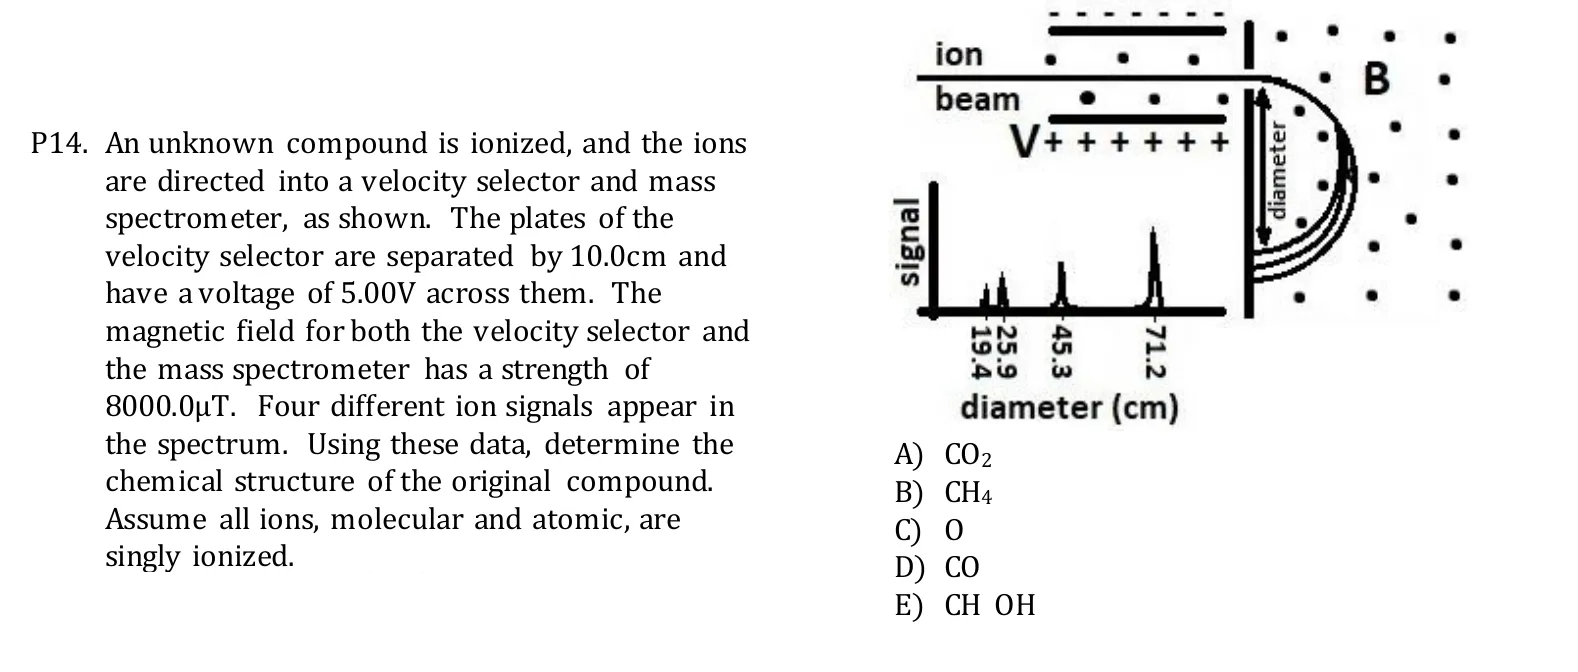 P14. An unknown compound is ionized, and the ions
are directed into a velocity selector and mass
spectrometer, as shown. The plates of the
velocity selector are separated by 10.0cm and
have a voltage of 5.00V across them. The
magnetic field for both the velocity selector and
the mass spectrometer has a strength of
8000.0μT. Four different ion signals appear in
the spectrum. Using these data, determine the
chemical structure of the original compound.
Assume all ions, molecular and atomic, are
singly ionized.
- - - - - - -
ion
beam
V+ + + + + +
B
diameter
signal
19.4
25.9
45.3
71.2
diameter (cm)
A) CO2
B) CH4
C) O
D) CO
E) CH OH